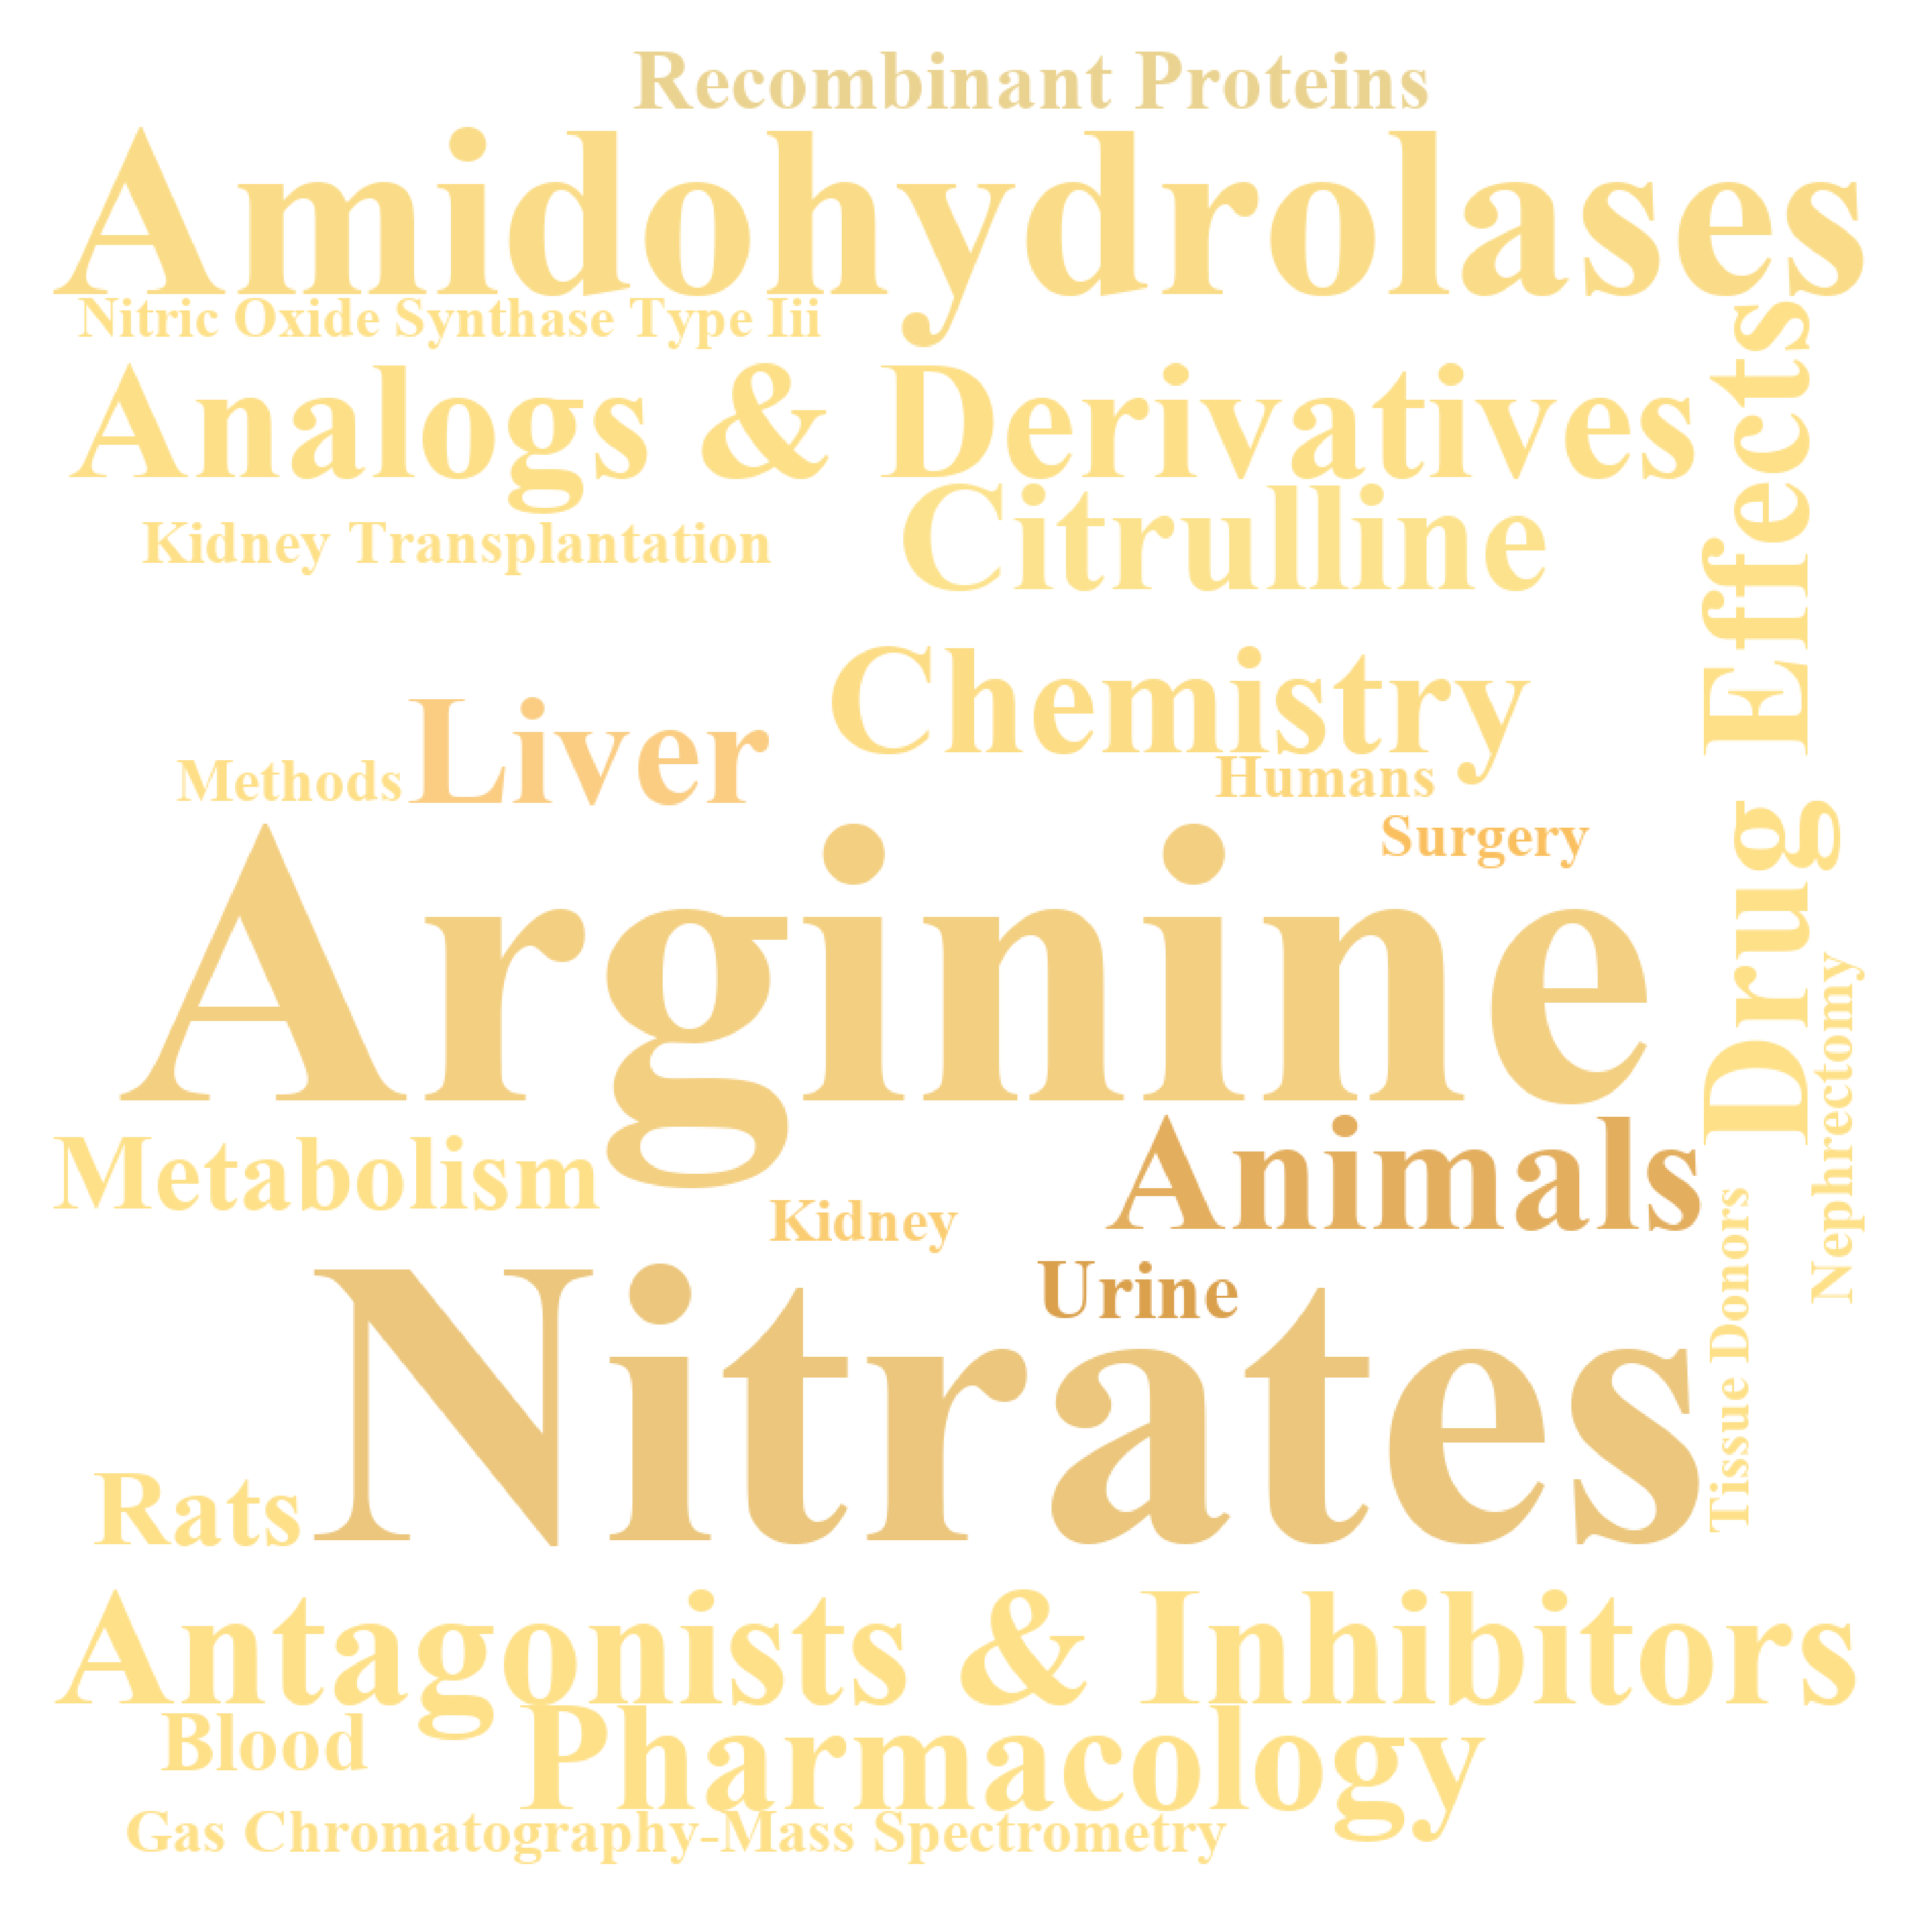 Recombinant Proteins
Amidohydrolases
Nitric Oxide Synthase Type Iii
Analogs & Derivatives
Citrulline
Kidney Transplantation
Drug Effects
Chemistry
Liver
Methods
Humans
Surgery
Arginine
Nephrectomy
Metabolism
Animals
Kidney
Tissue Donors
Urine
Nitrates
Rats
Antagonists & Inhibitors
Blood
Pharmacology
Gas Chromatography-Mass Spectrometry